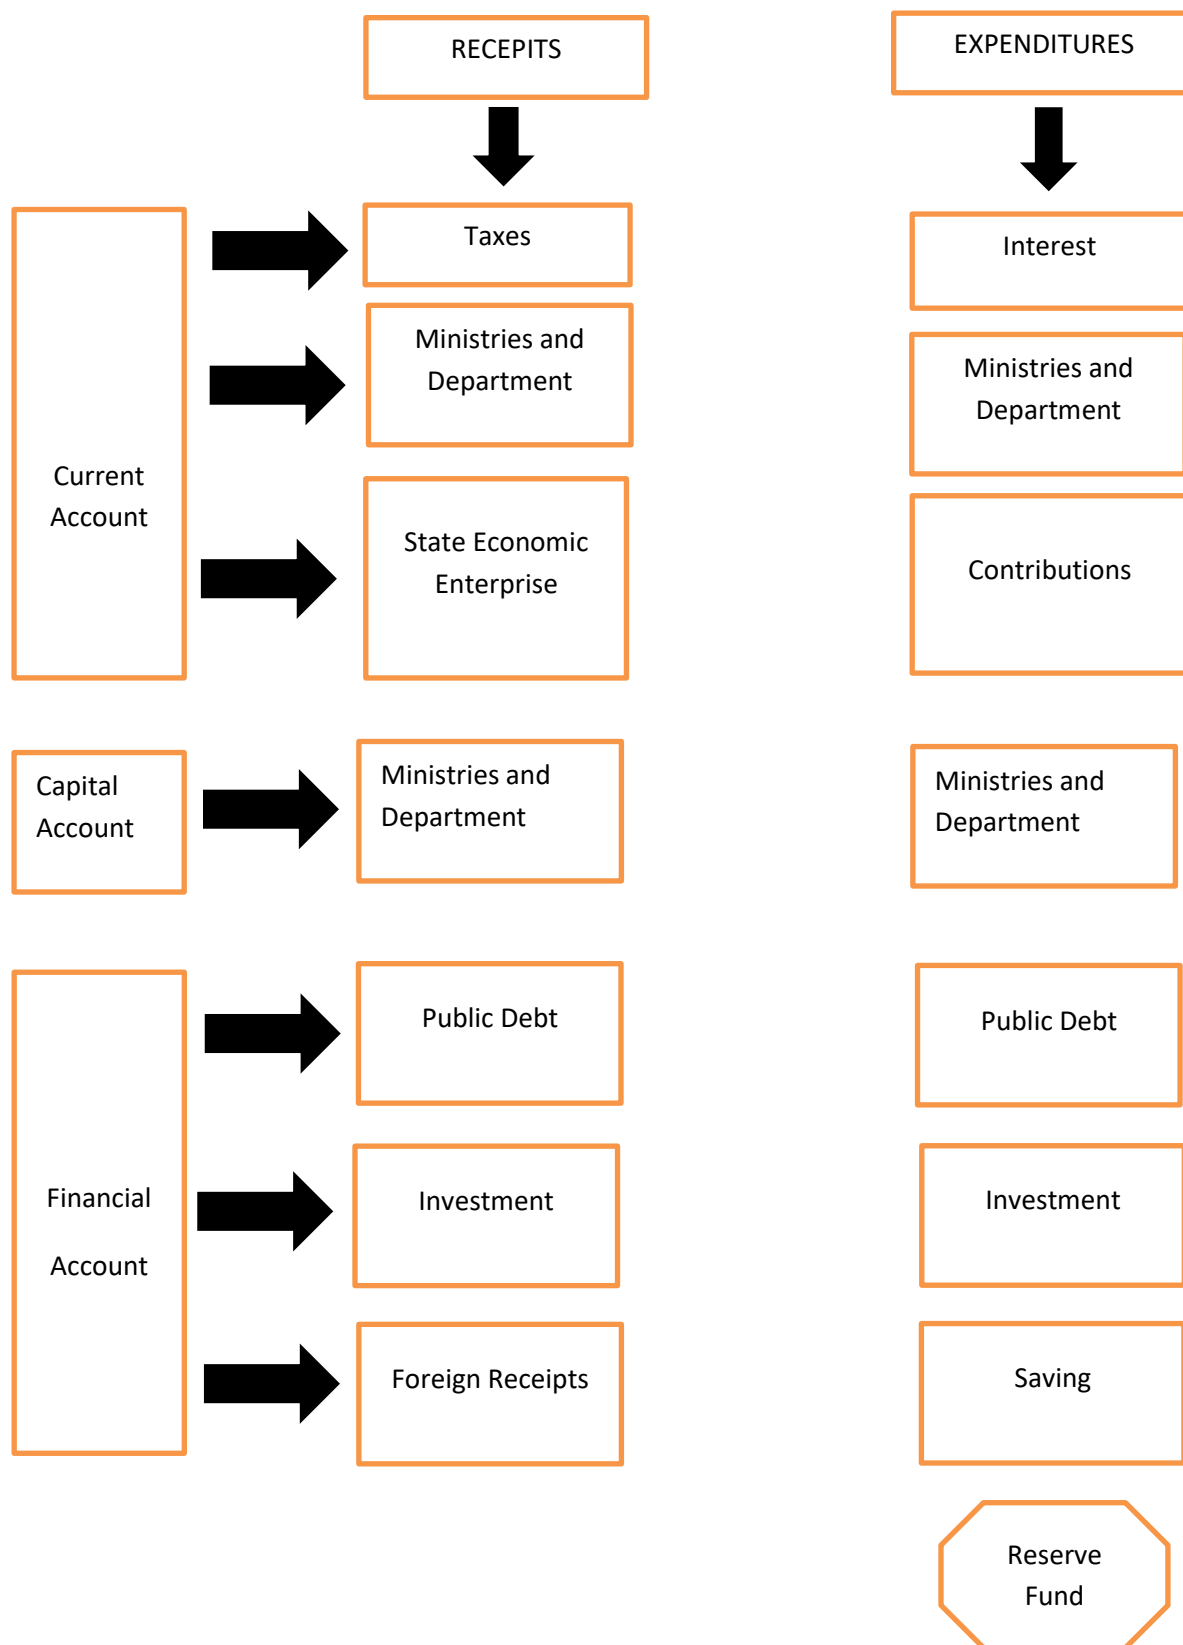 RECEPITS
EXPENDITURES
Taxes
Interest
Ministries and
Department
Ministries and
Department
Current
Account
State Economic
Enterprise
Contributions
Capital
Account
Ministries and
Department
Ministries and
Department
Public Debt
Public Debt
Financial
Account
Investment
Investment
Foreign Receipts
Saving
Reserve
Fund